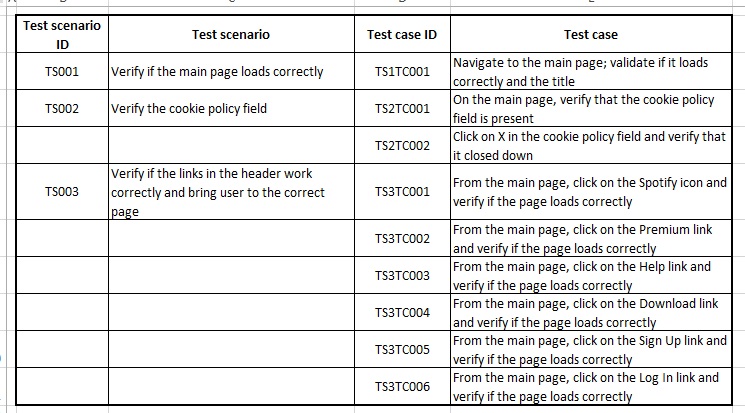 Test scenario
ID
Test scenario
Test case ID
Test case
TS001
Verify if the main page loads correctly
TS1TC001
Navigate to the main page; validate if it loads
correctly and the title
TS002
Verify the cookie policy field
TS2TC001
On the main page, verify that the cookie policy
field is present
TS2TC002
Click on X in the cookie policy field and verify that
it closed down
TS003
Verify if the links in the header work
correctly and bring user to the correct
page
TS3TC001
From the main page, click on the Spotify icon and
verify if the page loads correctly
TS3TC002
From the main page, click on the Premium link
and verify if the page loads correctly
TS3TC003
From the main page, click on the Help link and
verify if the page loads correctly
TS3TC004
From the main page, click on the Download link
and verify if the page loads correctly
TS3TC005
From the main page, click on the Sign Up link and
verify if the page loads correctly
TS3TC006
From the main page, click on the Log In link and
verify if the page loads correctly